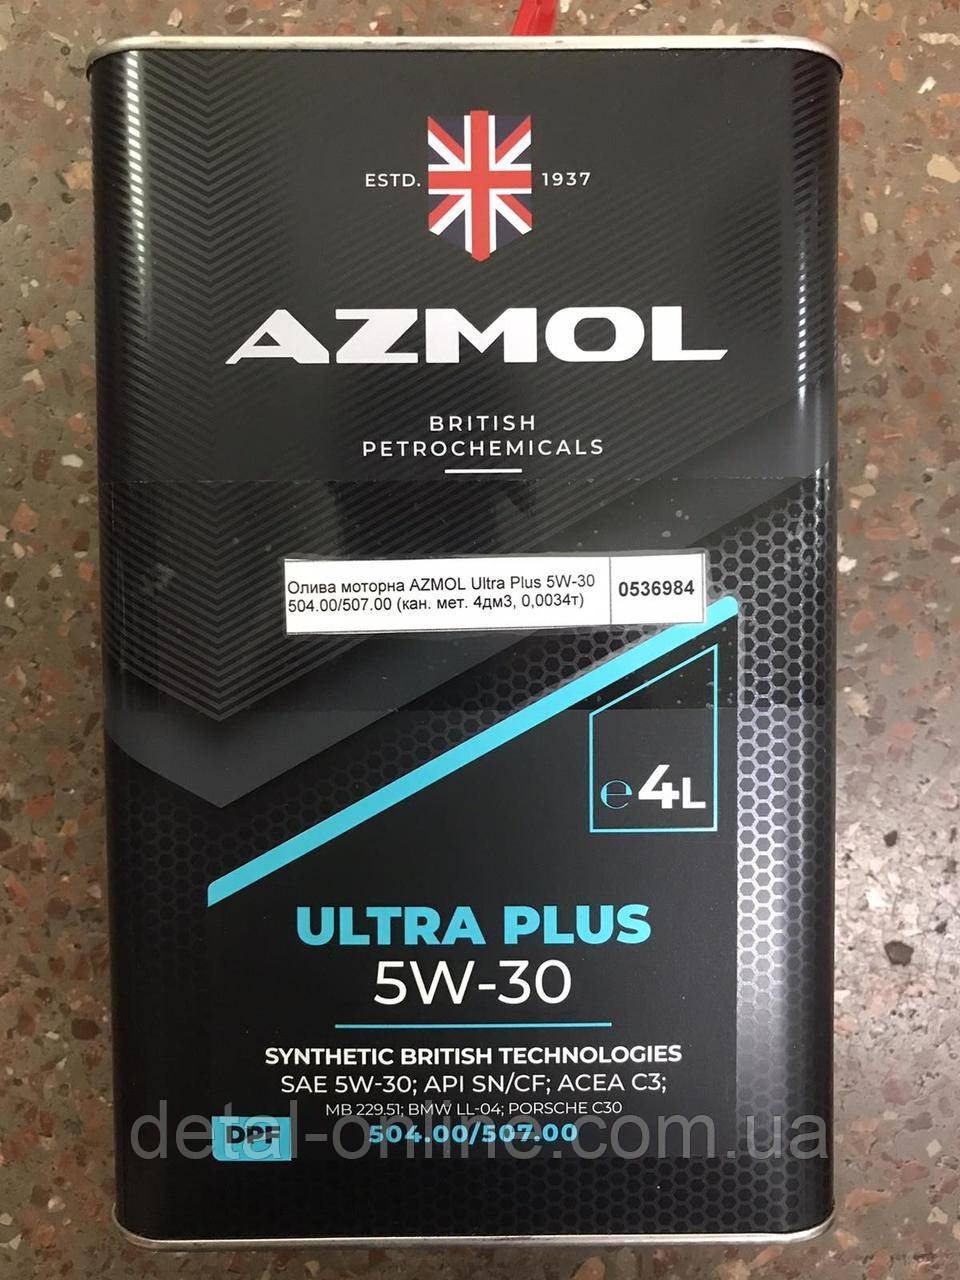 ESTD. 1937
AZMOL
BRITISH
PETROCHEMICALS
Олива моторна AZMOL Ultra Plus 5W-30
504.00/507.00 (кан. мет. 4дм3, 0,0034т)
0536984
e 4L
ULTRA PLUS
5W-30
SYNTHETIC BRITISH TECHNOLOGIES
SAE 5W-30; API SN/CF; ACEA C3;
MB 229.51; BMW LL-04; PORSCHE C30
DPF 504.00/507.00
detal-online.com.ua